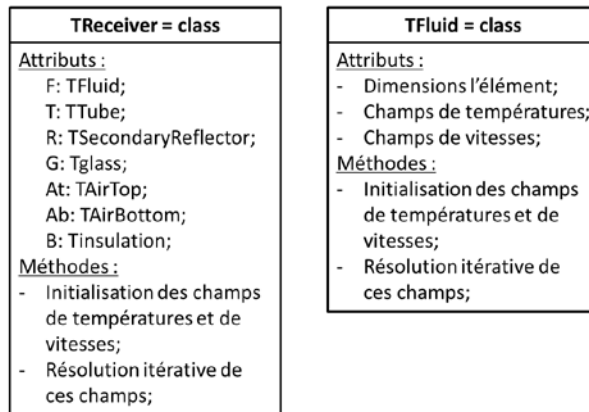 TReceiver = class
Attributs :
F: TFluid;
T: TTube;
R: TSecondaryReflector;
G: Tglass;
At: TAirTop;
Ab: TAirBottom;
B: Tinsulation;
Méthodes :
- Initialisation des champs
de températures et de
vitesses;
- Résolution itérative de
ces champs;
TFluid = class
Attributs :
- Dimensions l'élément;
- Champs de températures;
- Champs de vitesses;
Méthodes :
- Initialisation des champs
de températures et de
vitesses;
- Résolution itérative de
ces champs;